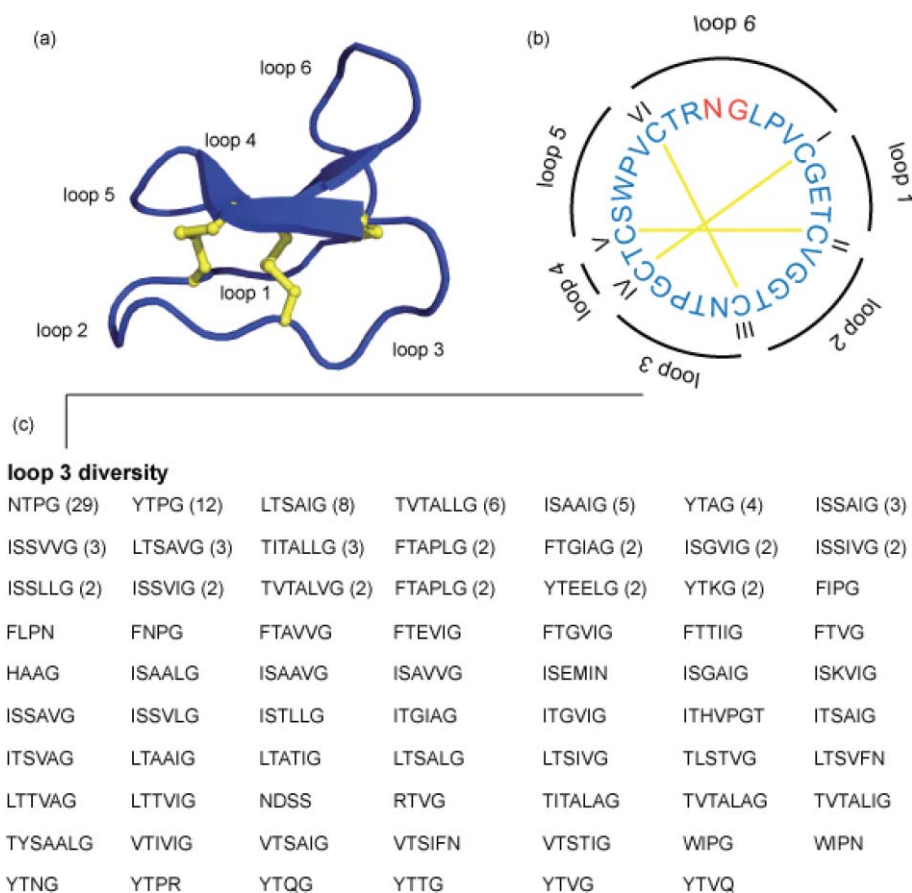 (a)
loop 6
loop 4
loop 5
loop 1
loop 2
loop 3
(b)
loop 6
loop 1
loop 2
loop 3
loop 4
loop 5
I
II
III
IV
V
VI
CGETCVGGTCNTPGCTCSWPVCTRNGLPV
(c)
loop 3 diversity
NTPG (29) YTPG (12) LTSAIG (8) TVTALLG (6) ISAAIG (5) YTAG (4) ISSAIG (3)
ISSVVG (3) LTSAVG (3) TITALLG (3) FTAPLG (2) FTGIAG (2) ISGVIG (2) ISSIVG (2)
ISSLLG (2) ISSVIG (2) TVTALVG (2) FTAPLG (2) YTEELG (2) YTKG (2) FIPG
FLPN FNPG FTAVVG FTEVIG FTGVIG FTTIIG FTVG
HAAG ISAALG ISAAVG ISAVVG ISEMIN ISGAIG ISKVIG
ISSAVG ISSVLG ISTLLG ITGIAG ITGVIG ITHVPGT ITSAIG
ITSVAG LTAAIG LTATIG LTSALG LTSIVG TLSTVG LTSVFN
LTTVAG LTTVIG NDSS RTVG TITALAG TVTALAG TVTALIG
TYSAALG VTIVIG VTSAIG VTSIFN VTSTIG WIPG WIPN
YTNG YTPR YTQG YTTG YTVG YTVQ